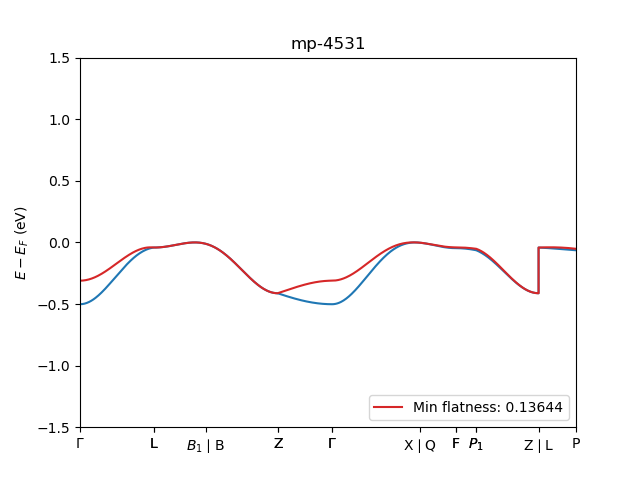 mp-4531
E − E_F (eV)
1.5
1.0
0.5
0.0
−0.5
−1.0
−1.5
Min flatness: 0.13644
Γ L B₁ | B Z Γ X | Q F P₁ Z | L P